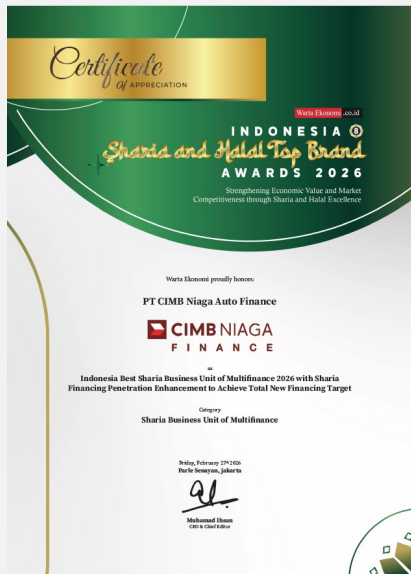 Certificate
Of APPRECIATION
Warta Ekonomi .co.id
INDONESIA 8
Sharia and Halal Top Brand
AWARDS 2026
Strengthening Economic Value and Market
Competitiveness through Sharia and Halal Excellence
Warta Ekonomi proudly honors:
PT CIMB Niaga Auto Finance
CIMB NIAGA
FINANCE
as
Indonesia Best Sharia Business Unit of Multifinance 2026 with Sharia
Financing Penetration Enhancement to Achieve Total New Financing Target
Category
Sharia Business Unit of Multifinance
Friday, February 27th 2026
Parle Senayan, jakarta
Muhamad Ihsan
CEO & Chief Editor